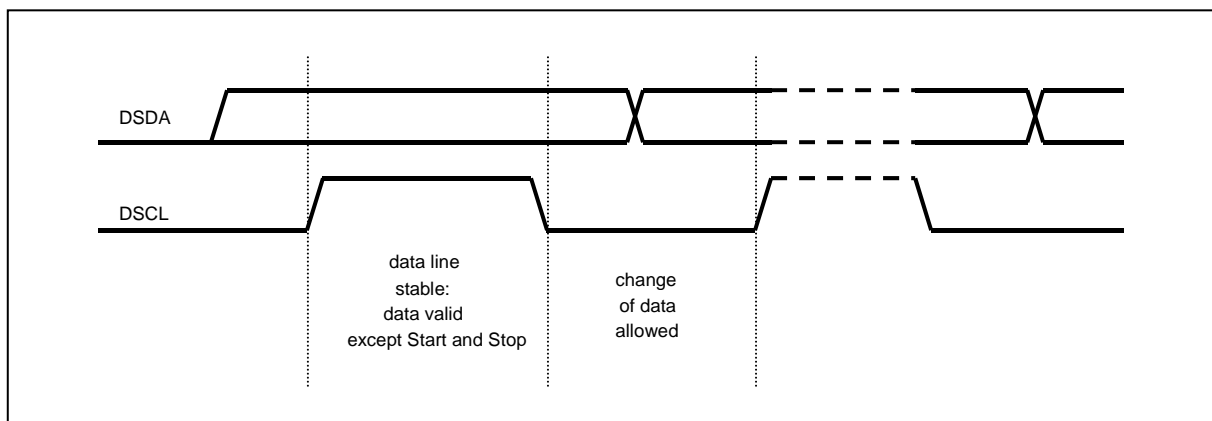 DSDA
DSCL
data line
stable:
data valid
except Start and Stop
change
of data
allowed